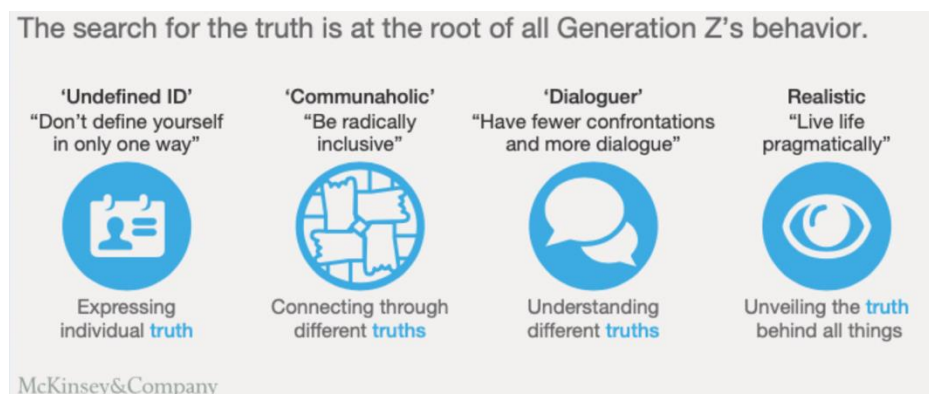 The search for the truth is at the root of all Generation Z's behavior.
‘Undefined ID’
“Don’t define yourself
in only one way”
Expressing
individual truth
‘Communaholic’
“Be radically
inclusive”
Connecting through
different truths
‘Dialoguer’
“Have fewer confrontations
and more dialogue”
Understanding
different truths
Realistic
“Live life
pragmatically”
Unveiling the truth
behind all things
McKinsey&Company